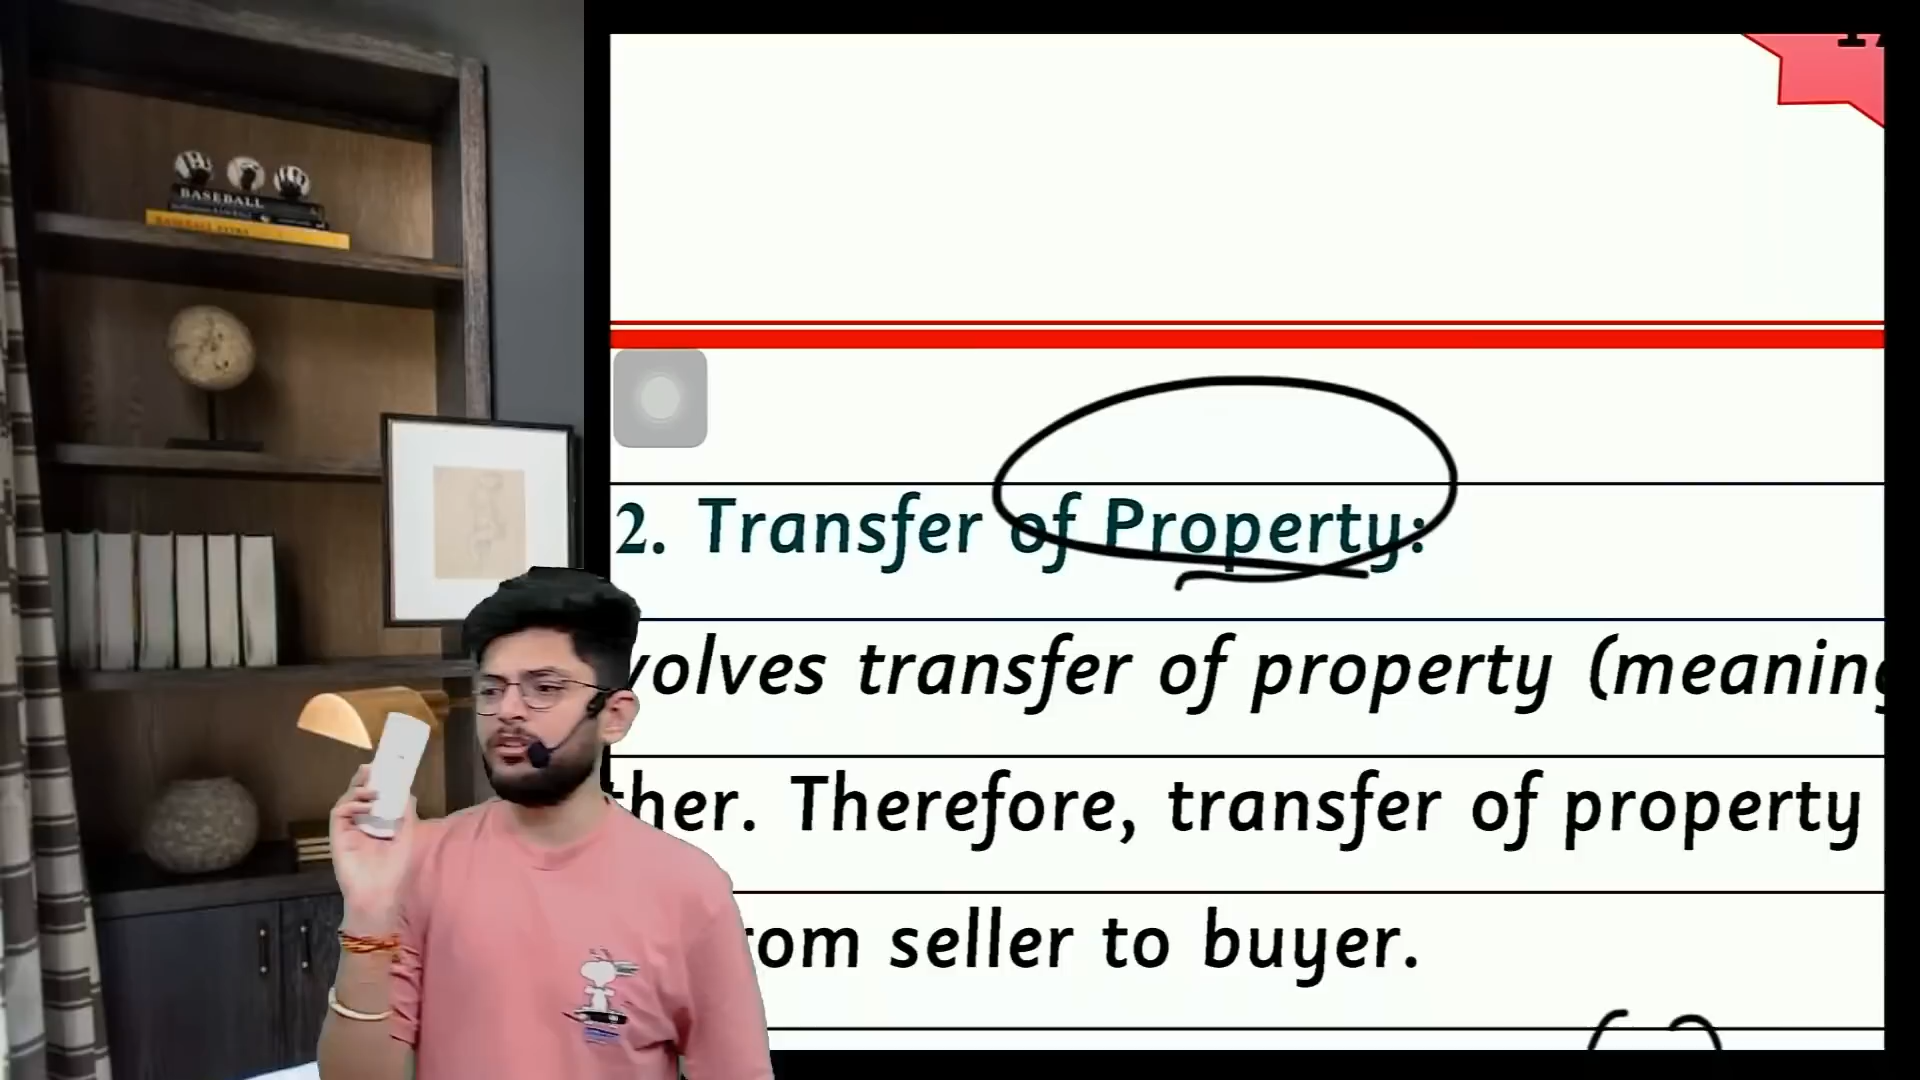 BASEBALL
2. Transfer of Property:
volves transfer of property (meaning
ther. Therefore, transfer of property
rom seller to buyer.